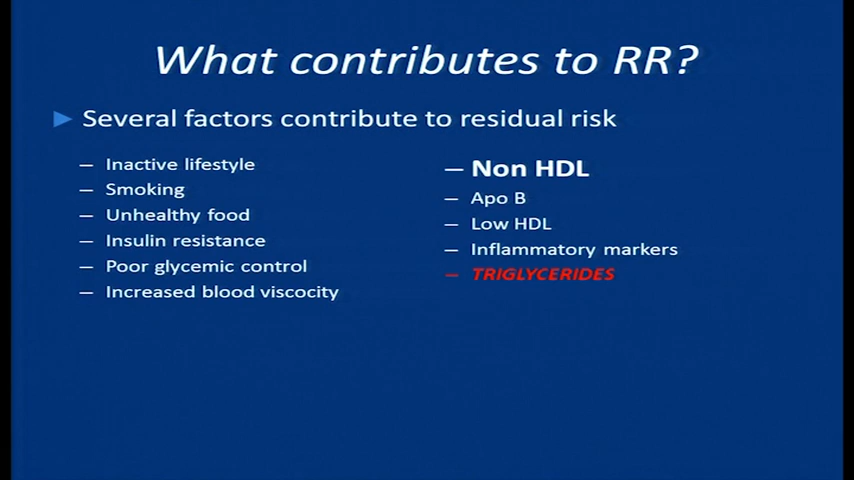 What contributes to RR?
Several factors contribute to residual risk
– Inactive lifestyle
– Smoking
– Unhealthy food
– Insulin resistance
– Poor glycemic control
– Increased blood viscocity
– Non HDL
– Apo B
– Low HDL
– Inflammatory markers
– TRIGLYCERIDES